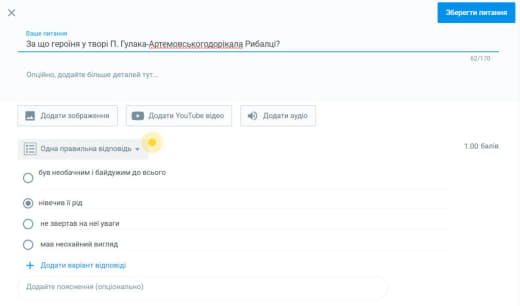 Зберегти питання
Ваше питання
За що героїня у творі П. Гулака-Артемовськогодорікала Рибалці?
62/170
Опційно, додайте більше деталей тут...
Додати зображення
Додати YouTube відео
Додати аудіо
Одна правильна відповідь
1.00 балів
був необачним і байдужим до всього
нівечив її рід
не звертав на неї уваги
мав неохайний вигляд
+ Додати варіант відповіді
Додайте пояснення (опціонально)